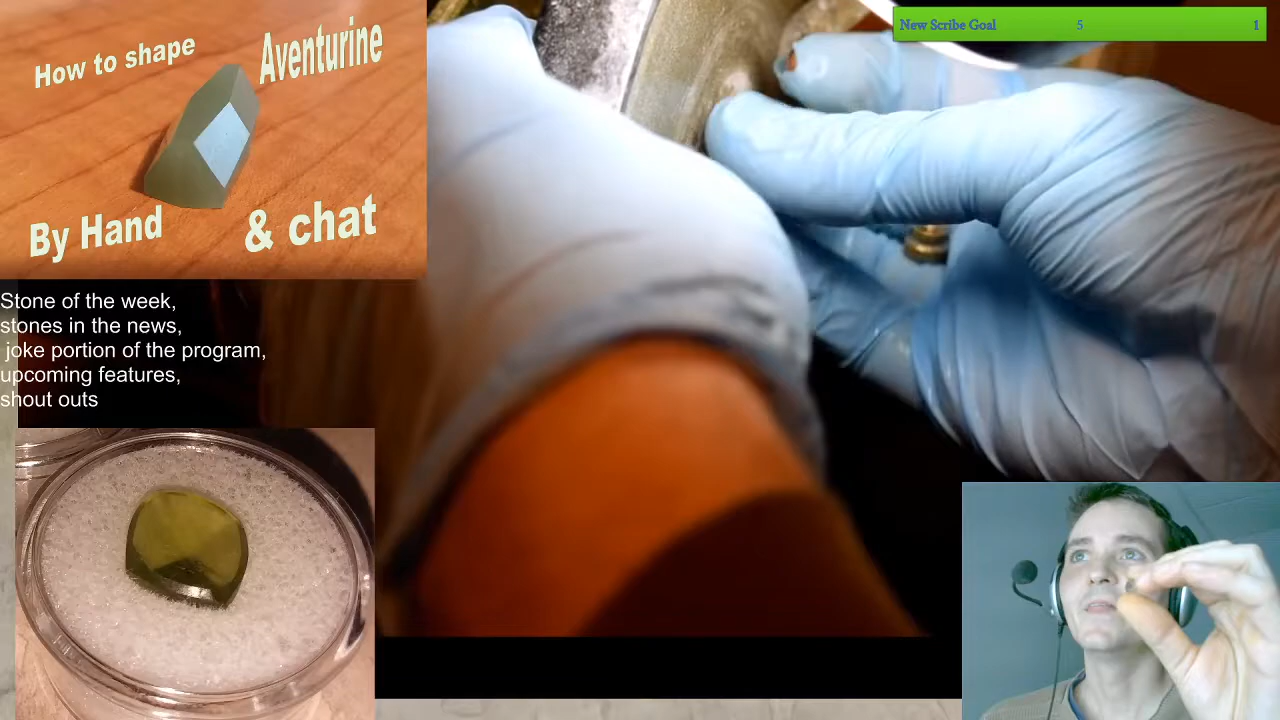 How to shape
Aventurine
By Hand
& chat
New Scribe Goal 5 1
Stone of the week,
stones in the news,
joke portion of the program,
upcoming features,
shout outs